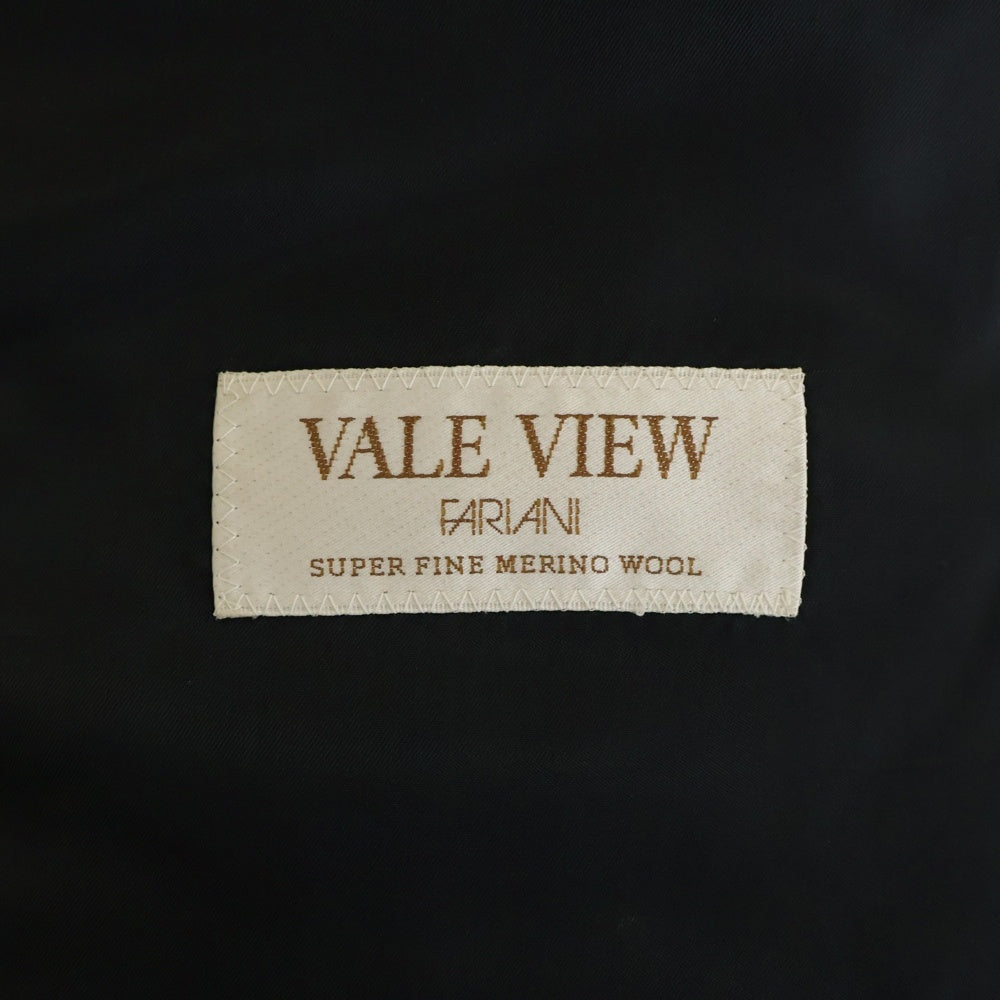 VALE VIEW
FARIANI
SUPER FINE MERINO WOOL